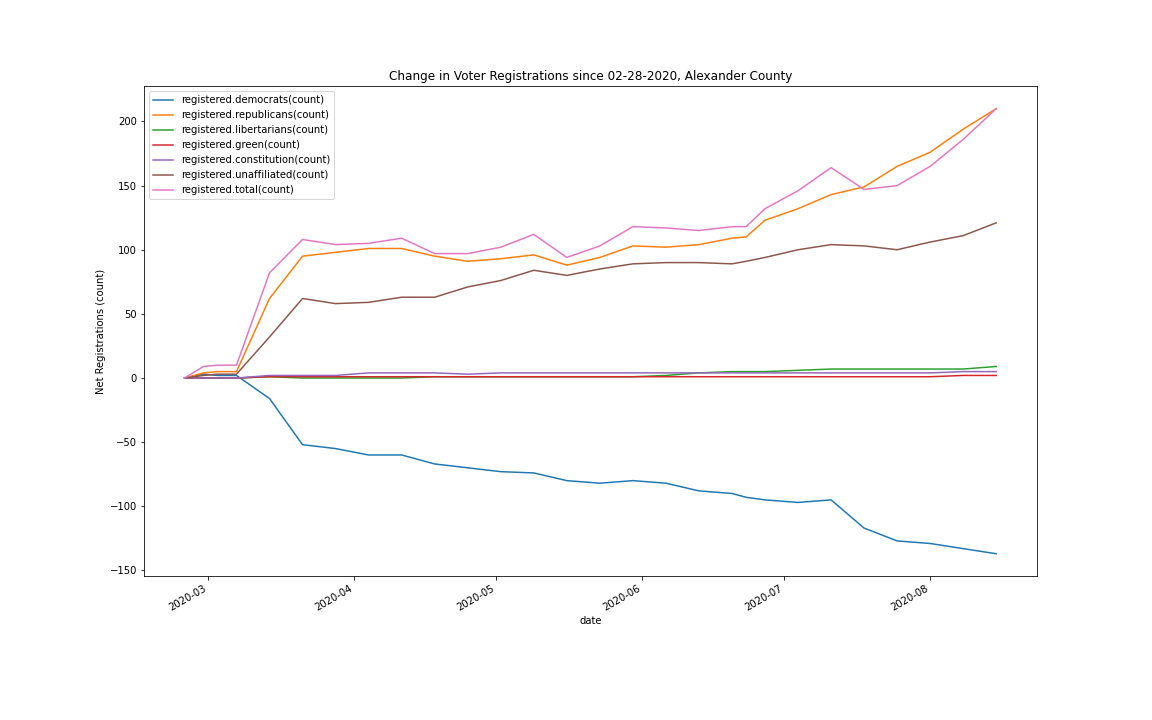 Change in Voter Registrations since 02-28-2020, Alexander County
registered.democrats(count)
registered.republicans(count)
registered.libertarians(count)
registered.green(count)
registered.constitution(count)
registered.unaffiliated(count)
registered.total(count)
Net Registrations (count)
200
150
100
50
0
−50
−100
−150
2020-03
2020-04
2020-05
2020-06
2020-07
2020-08
date